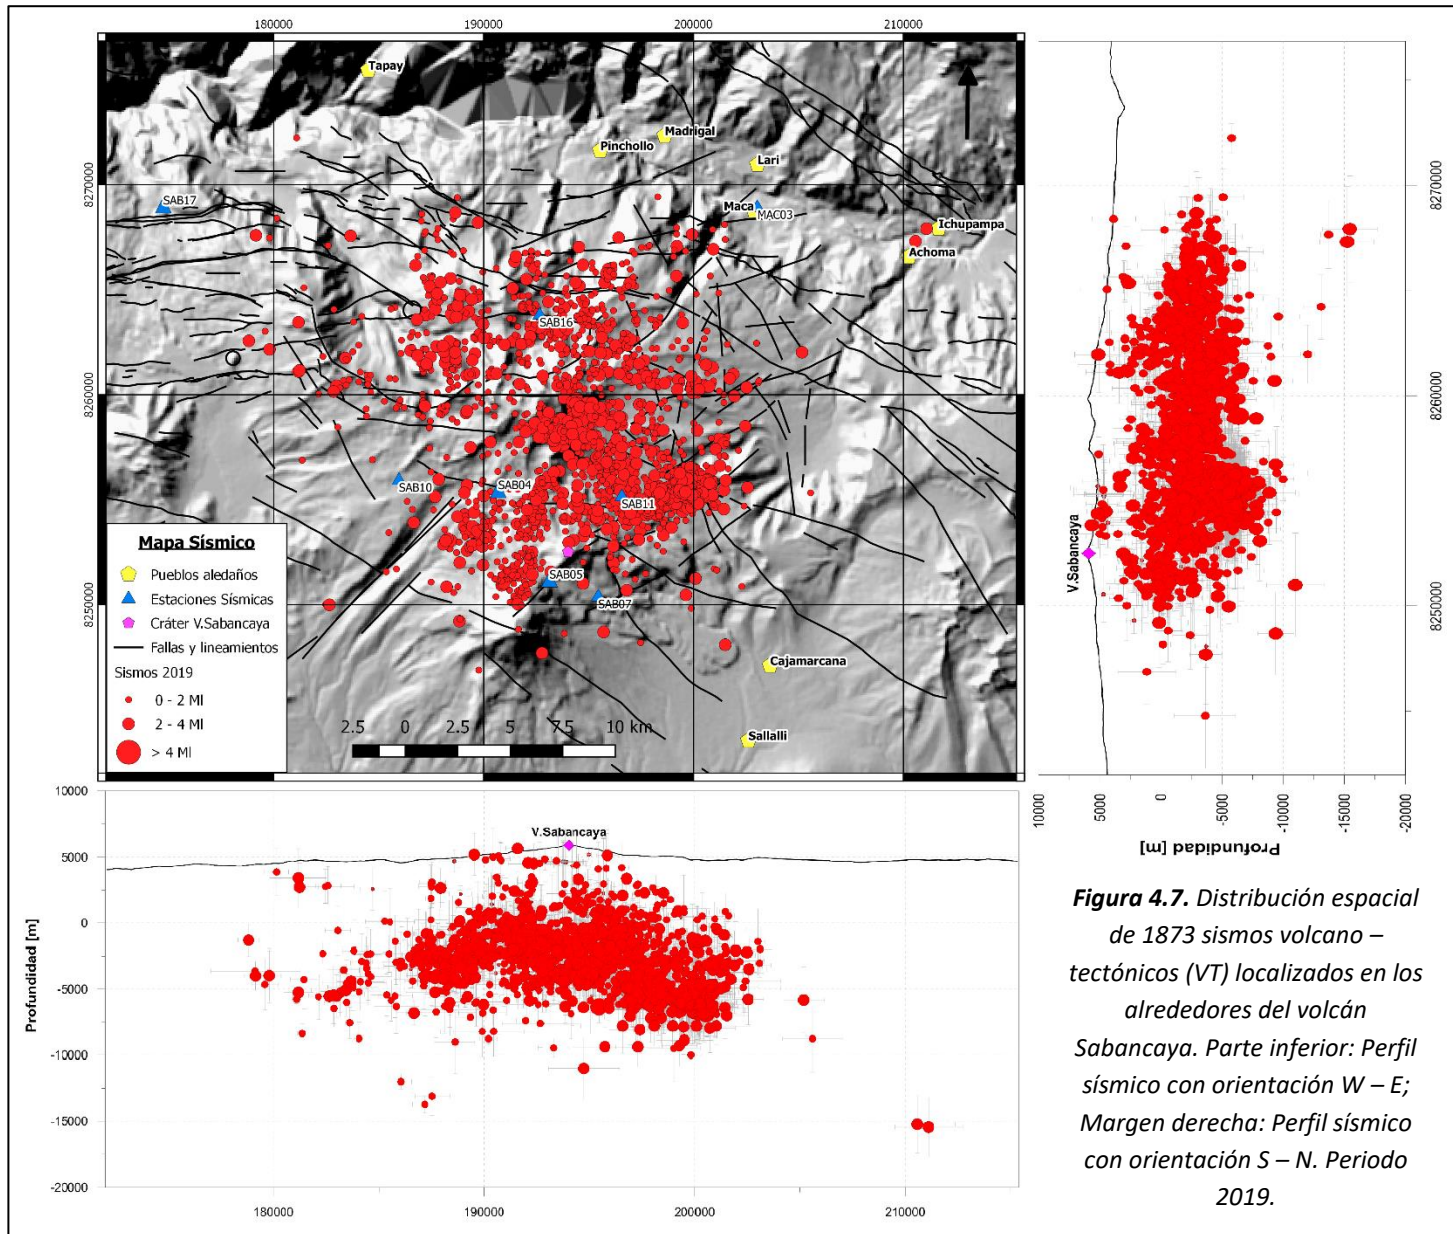 180000
190000
200000
210000
8270000
8260000
8250000
Tapay
Madrigal
Pinchollo
Lari
SAB17
Maca
MAC03
Ichupampa
Achoma
SAB16
SAB10
SAB04
SAB11
SAB05
SAB07
Cajamarcana
Sallalli
Mapa Sísmico
Pueblos aledaños
Estaciones Sísmicas
Cráter V.Sabancaya
Fallas y lineamientos
Sismos 2019
0 - 2 Ml
2 - 4 Ml
> 4 Ml
2.5 0 2.5 5 7.5 10 km
8270000
8260000
8250000
8270000
8260000
8250000
V.Sabancaya
10000
5000
0
-5000
-10000
-15000
-20000
Profundidad [m]
10000
5000
0
-5000
-10000
-15000
-20000
Profundidad [m]
V.Sabancaya
180000
190000
200000
210000
Figura 4.7. Distribución espacial
de 1873 sismos volcano –
tectónicos (VT) localizados en los
alrededores del volcán
Sabancaya. Parte inferior: Perfil
sísmico con orientación W – E;
Margen derecha: Perfil sísmico
con orientación S – N. Periodo
2019.